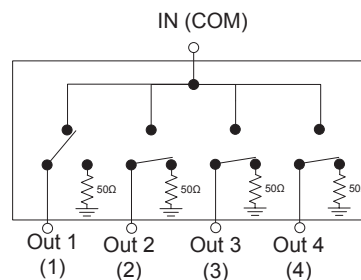 IN (COM)
50Ω 50Ω 50Ω 50
Out 1 Out 2 Out 3 Out 4
(1) (2) (3) (4)